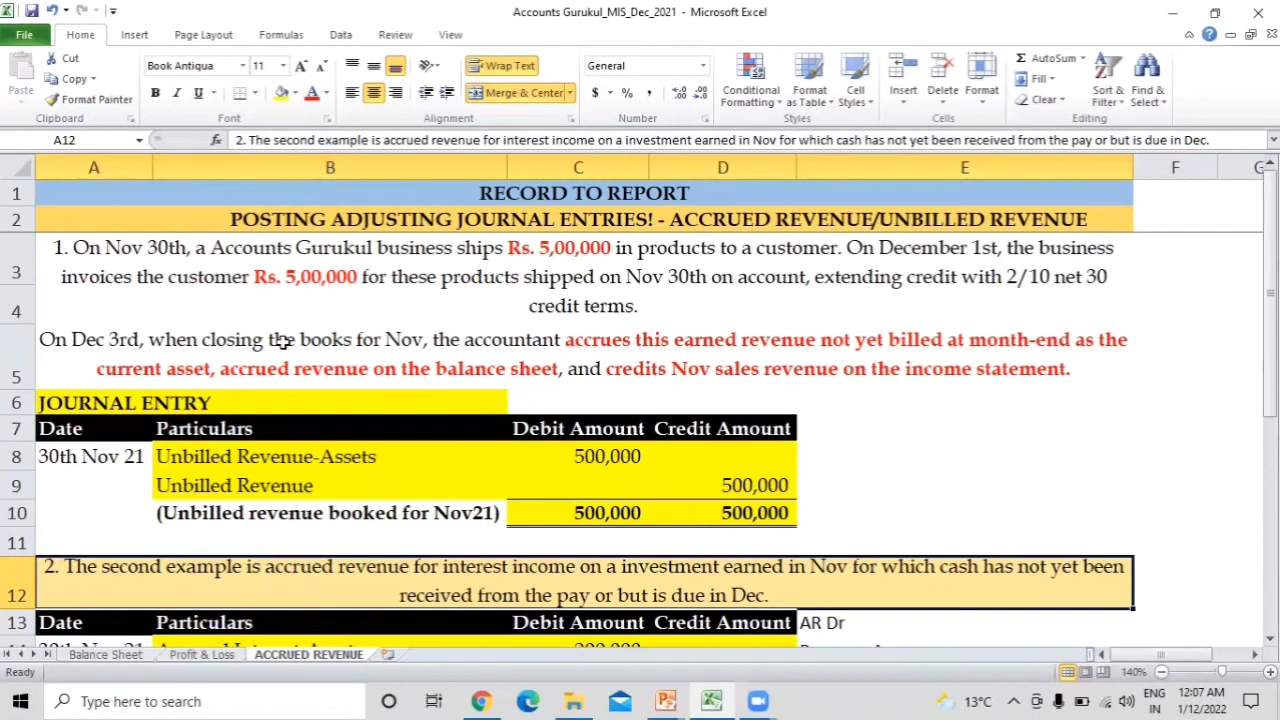 Accounts Gurukul_MIS_Dec_2021 - Microsoft Excel
File Home Insert Page Layout Formulas Data Review View
Paste Cut Copy Format Painter Clipboard
Book Antiqua 11 B I U A A A Font
Wrap Text Merge & Center Alignment
General $ % , Number
Conditional Formatting Format as Table Cell Styles Styles
Insert Delete Format Cells
Σ AutoSum Fill Clear Sort & Filter Find & Select Editing
A12 fx 2. The second example is accrued revenue for interest income on a investment earned in Nov for which cash has not yet been received from the pay or but is due in Dec.
A B C D E F G
1 RECORD TO REPORT
2 POSTING ADJUSTING JOURNAL ENTRIES! - ACCRUED REVENUE/UNBILLED REVENUE
1. On Nov 30th, a Accounts Gurukul business ships Rs. 5,00,000 in products to a customer. On December 1st, the business
3 invoices the customer Rs. 5,00,000 for these products shipped on Nov 30th on account, extending credit with 2/10 net 30
4 credit terms.
On Dec 3rd, when closing the books for Nov, the accountant accrues this earned revenue not yet billed at month-end as the
5 current asset, accrued revenue on the balance sheet, and credits Nov sales revenue on the income statement.
6 JOURNAL ENTRY
7 Date Particulars Debit Amount Credit Amount
8 30th Nov 21 Unbilled Revenue-Assets 500,000
9 Unbilled Revenue 500,000
10 (Unbilled revenue booked for Nov21) 500,000 500,000
11
2. The second example is accrued revenue for interest income on a investment earned in Nov for which cash has not yet been
12 received from the pay or but is due in Dec.
13 Date Particulars Debit Amount Credit Amount AR Dr
Balance Sheet Profit & Loss ACCRUED REVENUE
Ready 140%
Type here to search 13°C ENG IN 12:07 AM 1/12/2022